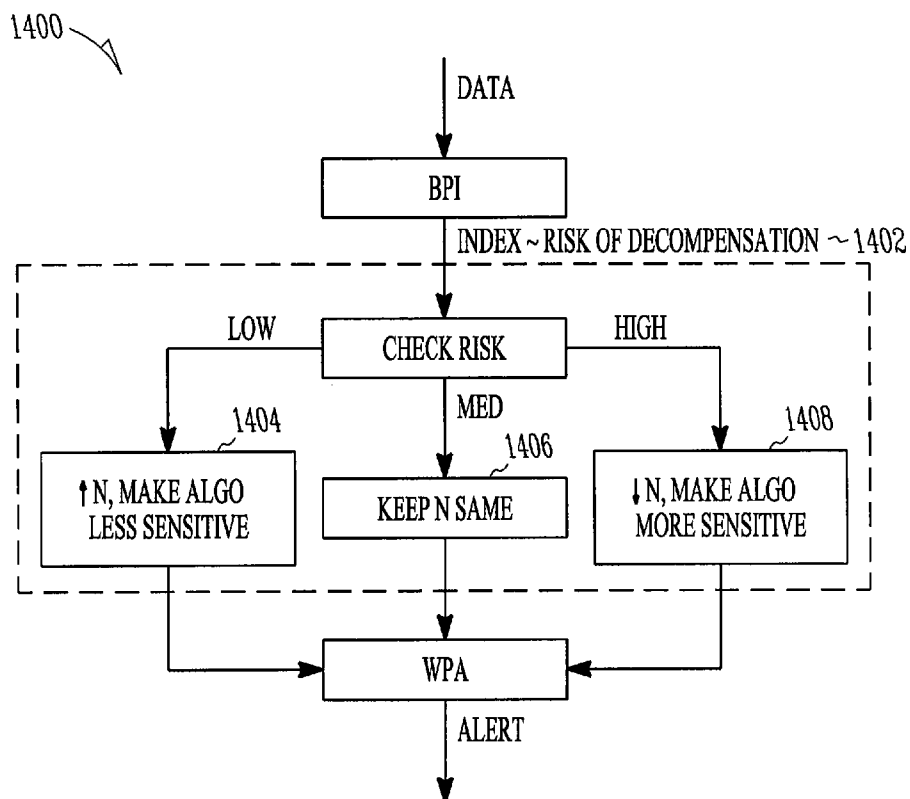 1400
DATA
BPI
INDEX ~ RISK OF DECOMPENSATION ~1402
LOW
CHECK RISK
HIGH
MED
1404
1406
1408
↑ N, MAKE ALGO
LESS SENSITIVE
KEEP N SAME
↓ N, MAKE ALGO
MORE SENSITIVE
WPA
ALERT